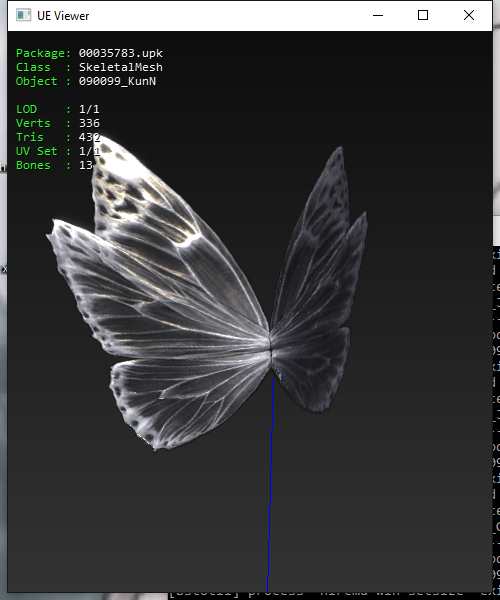 UE Viewer
Package: 00035783.upk
Class : SkeletalMesh
Object : 090099_KunN
LOD : 1/1
Verts : 336
Tris : 432
UV Set : 1/1
Bones : 13